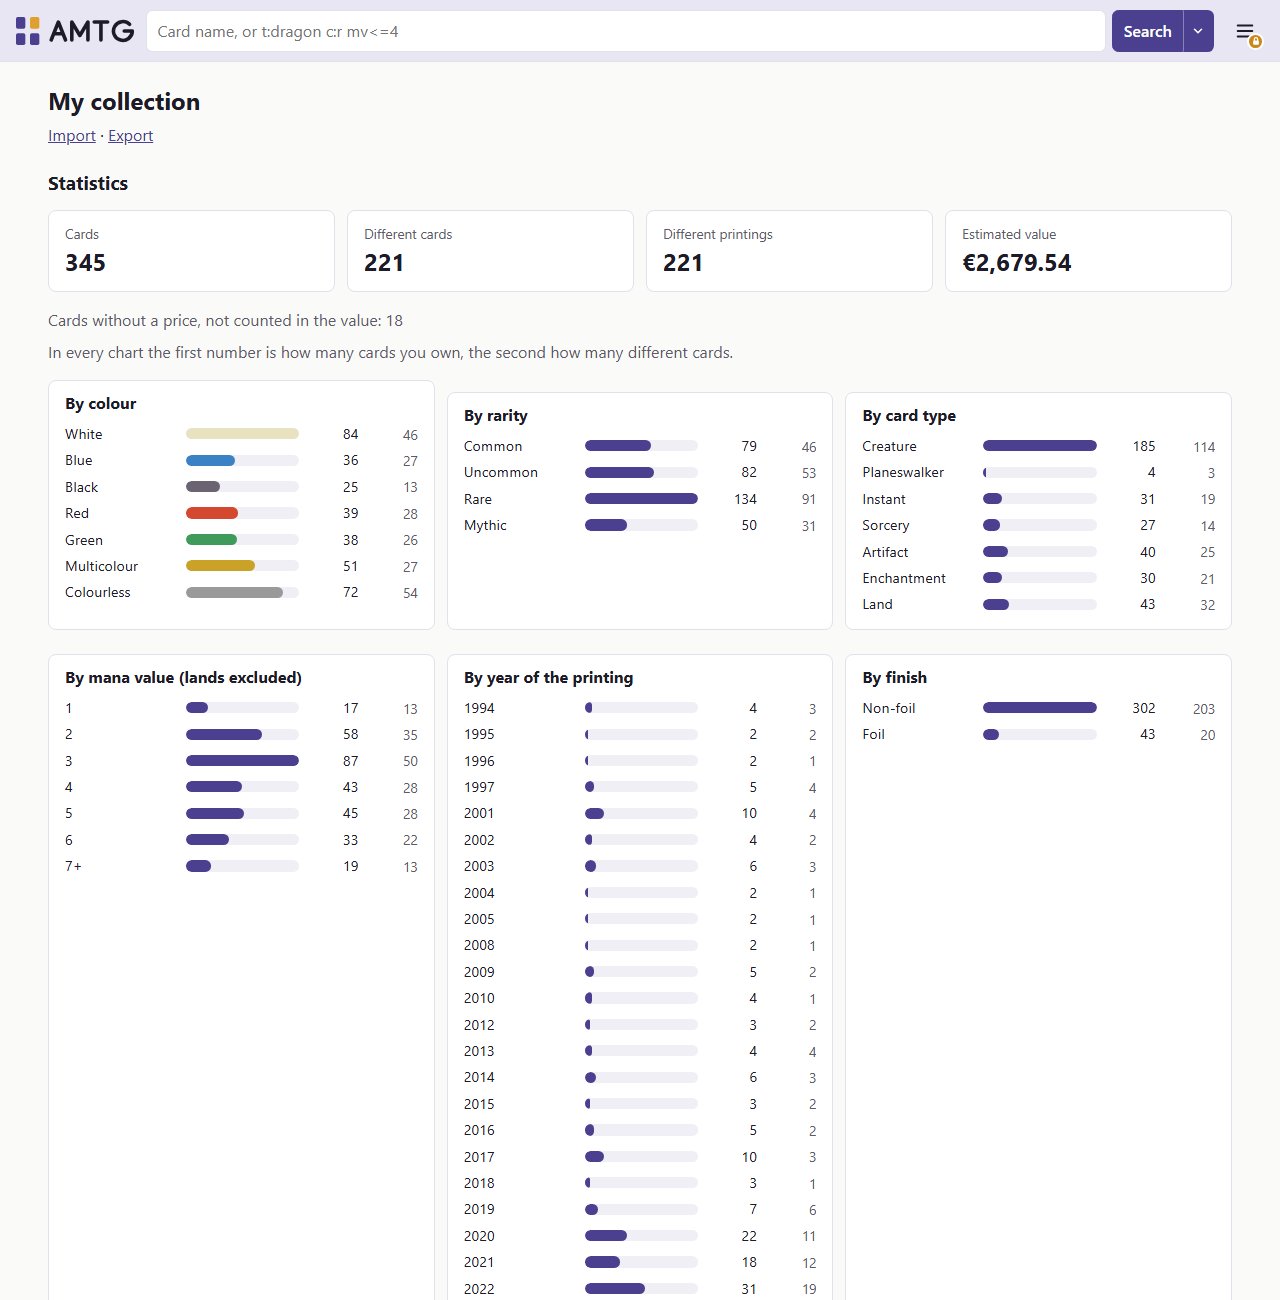 AMTG
Card name, or t:dragon c:r mv<=4
Search
My collection
Import · Export
Statistics
Cards
345
Different cards
221
Different printings
221
Estimated value
€2,679.54
Cards without a price, not counted in the value: 18
In every chart the first number is how many cards you own, the second how many different cards.
By colour
White 84 46
Blue 36 27
Black 25 13
Red 39 28
Green 38 26
Multicolour 51 27
Colourless 72 54
By rarity
Common 79 46
Uncommon 82 53
Rare 134 91
Mythic 50 31
By card type
Creature 185 114
Planeswalker 4 3
Instant 31 19
Sorcery 27 14
Artifact 40 25
Enchantment 30 21
Land 43 32
By mana value (lands excluded)
1 17 13
2 58 35
3 87 50
4 43 28
5 45 28
6 33 22
7+ 19 13
By year of the printing
1994 4 3
1995 2 2
1996 2 1
1997 5 4
2001 10 4
2002 4 2
2003 6 3
2004 2 1
2005 2 1
2008 2 1
2009 5 2
2010 4 1
2012 3 2
2013 4 4
2014 6 3
2015 3 2
2016 5 2
2017 10 3
2018 3 1
2019 7 6
2020 22 11
2021 18 12
2022 31 19
By finish
Non-foil 302 203
Foil 43 20